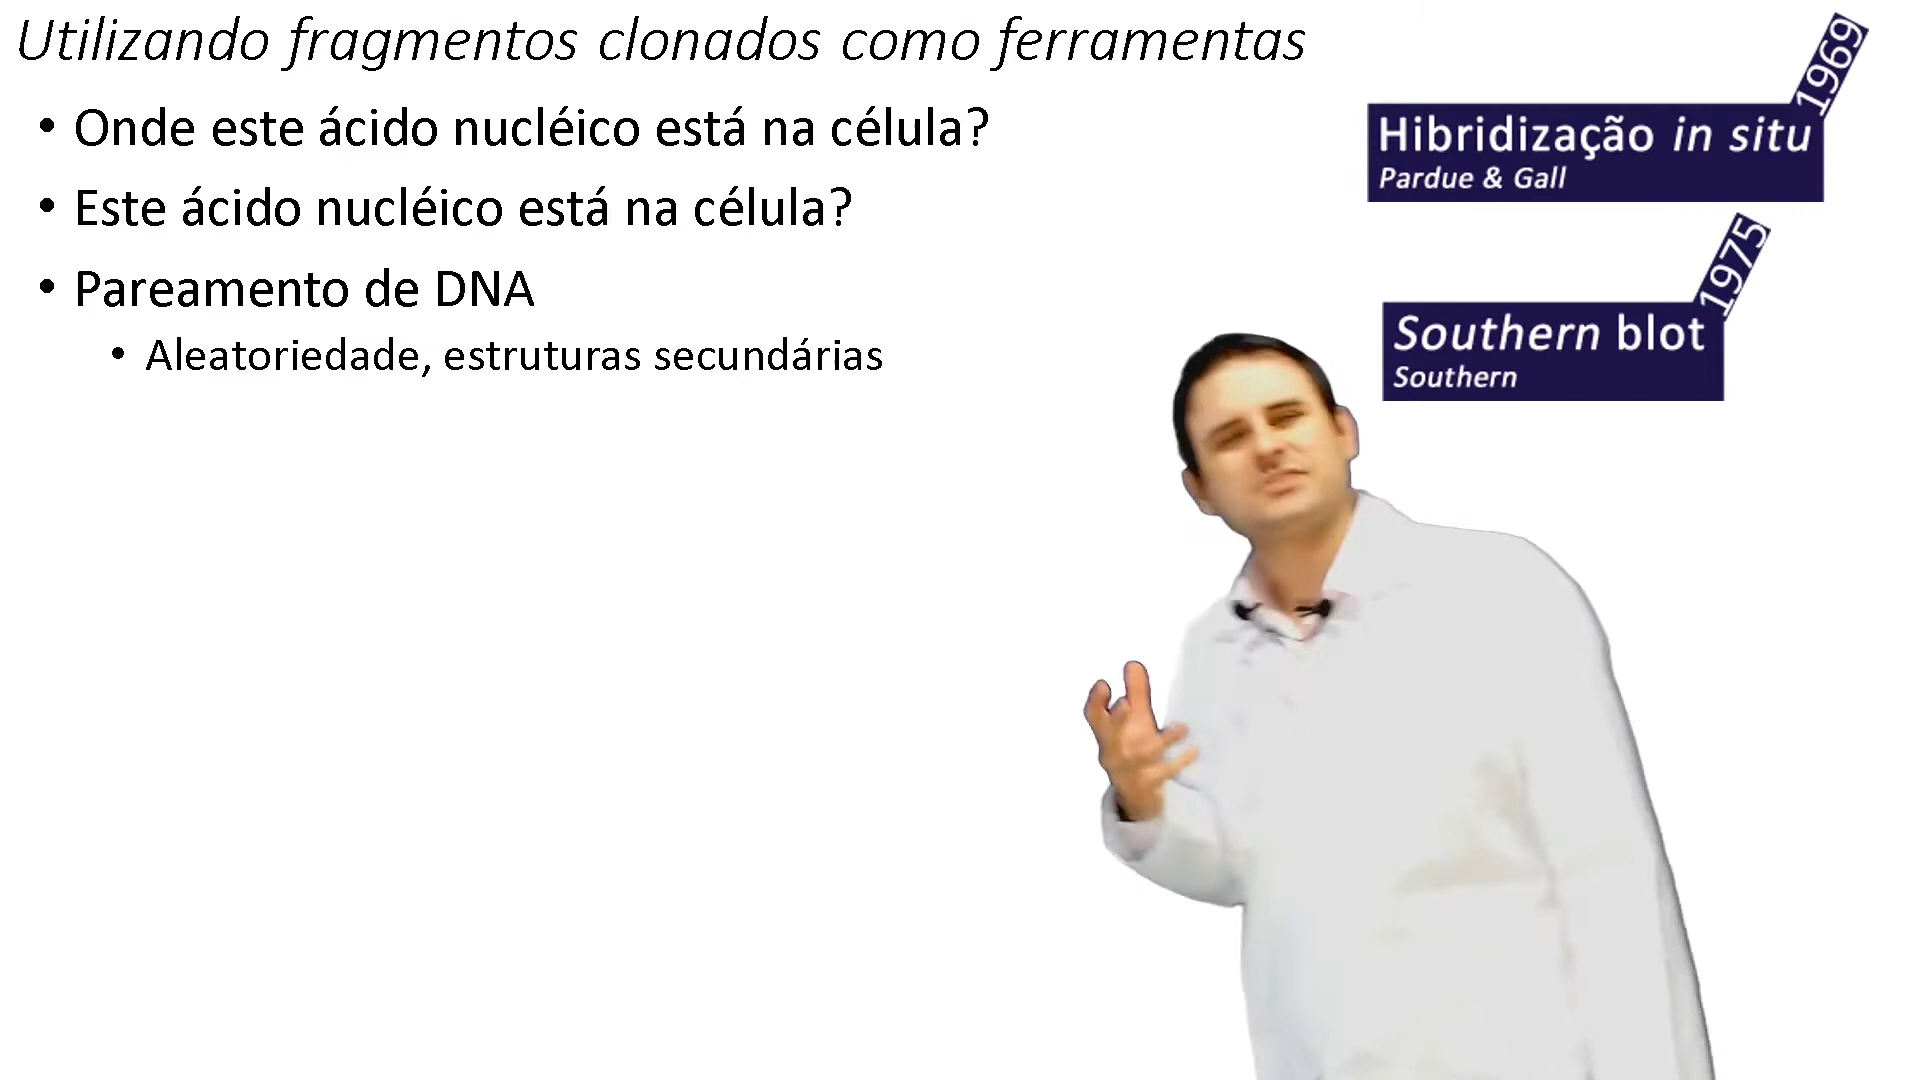 Utilizando fragmentos clonados como ferramentas
• Onde este ácido nucléico está na célula?
• Este ácido nucléico está na célula?
• Pareamento de DNA
• Aleatoriedade, estruturas secundárias
1969
Hibridização in situ
Pardue & Gall
1975
Southern blot
Southern